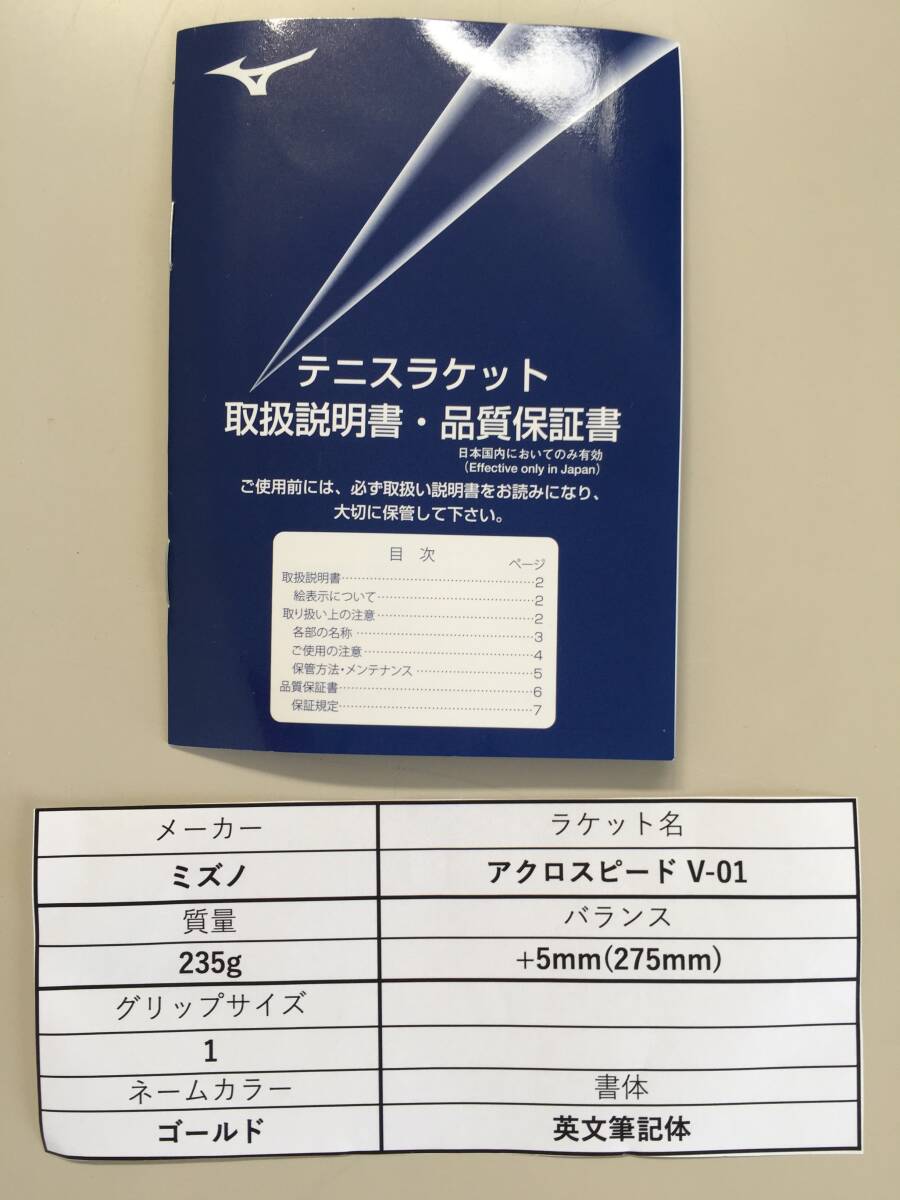 テニスラケット
取扱説明書・品質保証書
日本国内においてのみ有効
(Effective only in Japan)
ご使用前には、必ず取扱い説明書をお読みになり、
大切に保管して下さい。
目 次
ページ
取扱説明書……2
絵表示について……2
取り扱い上の注意……2
各部の名称……3
ご使用の注意……4
保管方法・メンテナンス……5
品質保証書……6
保証規定……7
メーカー ラケット名
ミズノ アクロスピード V-01
質量 バランス
235g +5mm(275mm)
グリップサイズ
1
ネームカラー 書体
ゴールド 英文筆記体